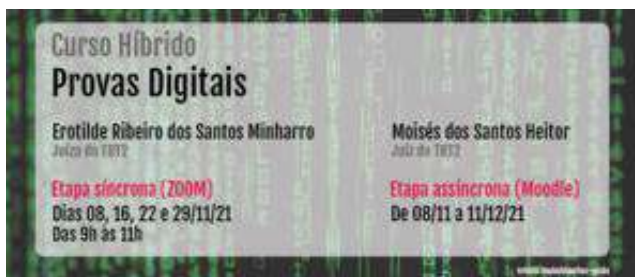 Curso Híbrido
Provas Digitais
Erotilde Ribeiro dos Santos Minharro
Juíza do TRT2
Moisés dos Santos Heitor
Juiz do TRT2
Etapa síncrona (ZOOM)
Dias 08, 16, 22 e 29/11/21
Das 9h às 11h
Etapa assíncrona (Moodle)
De 08/11 a 11/12/21